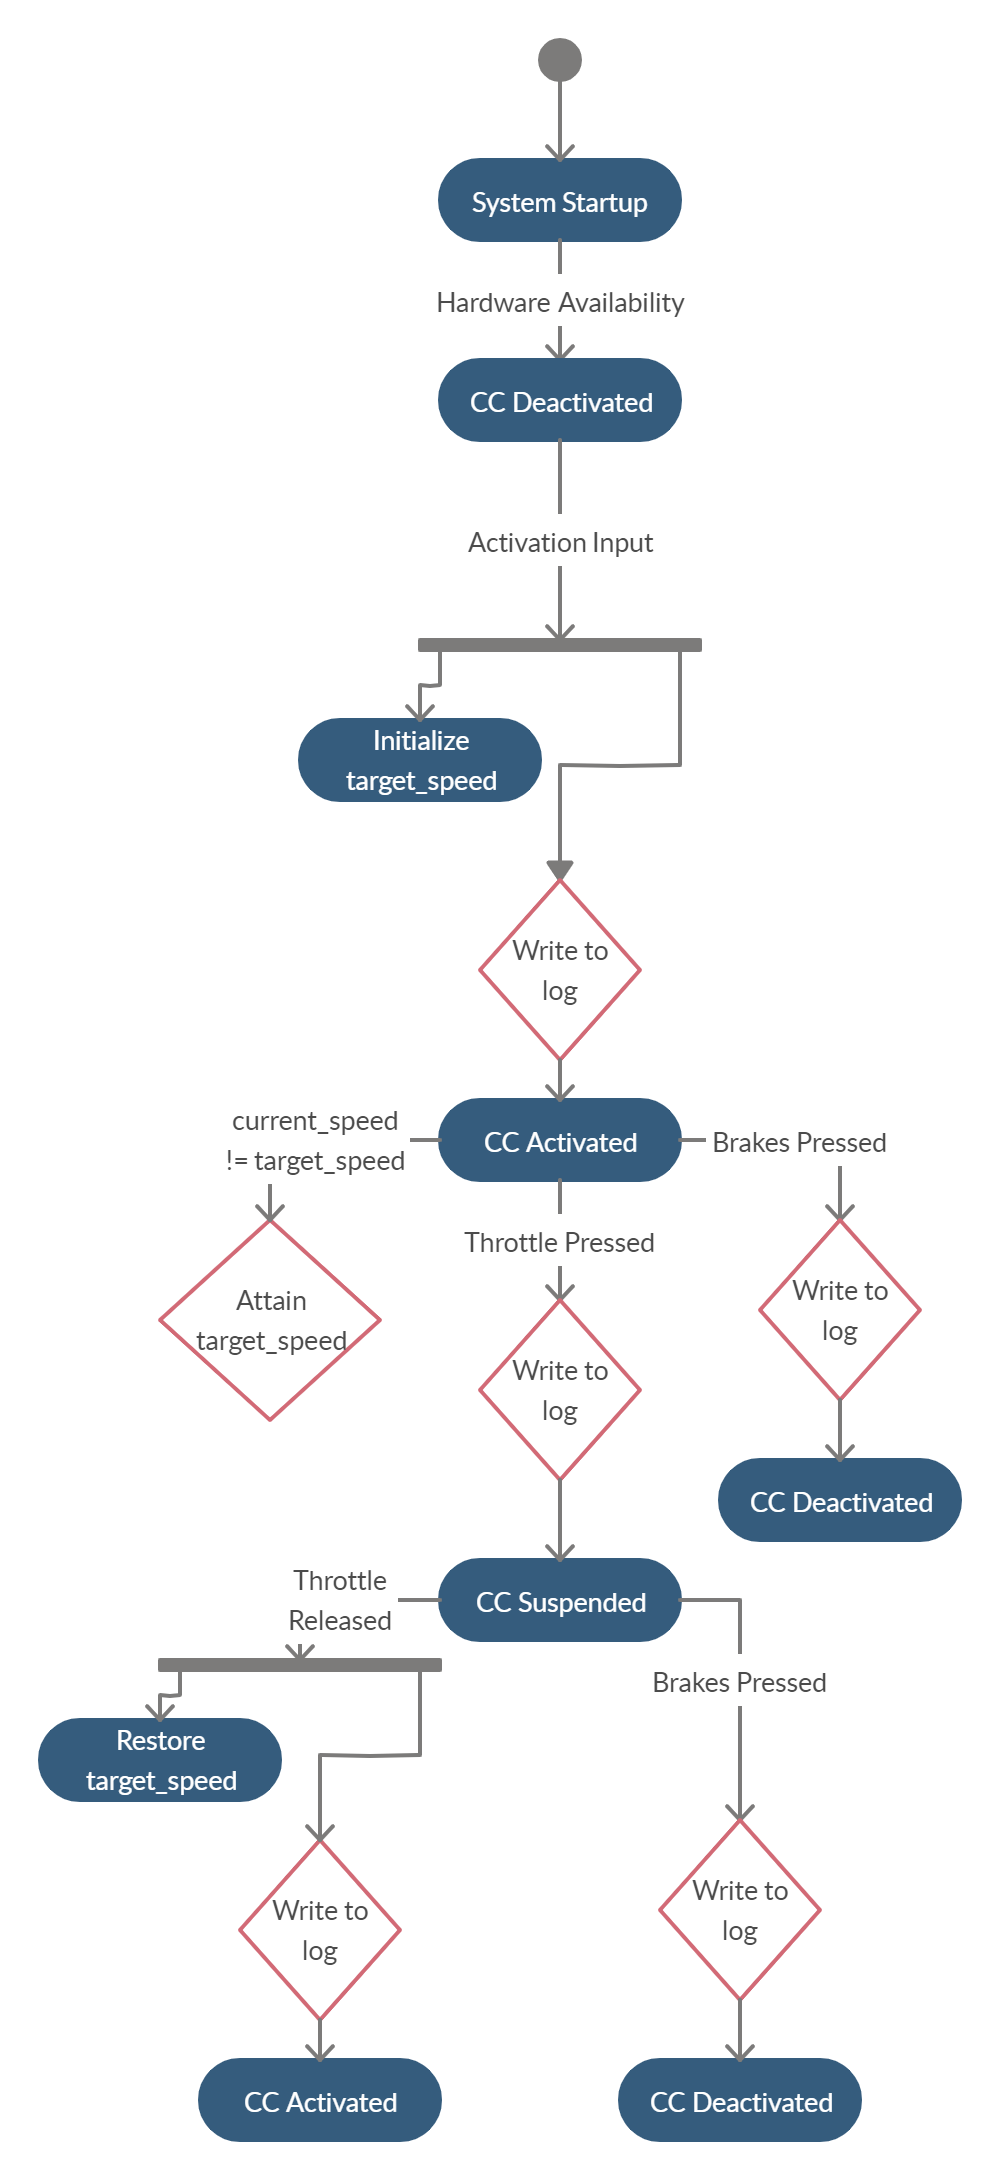 System Startup
Hardware Availability
CC Deactivated
Activation Input
Initialize
target_speed
Write to
log
current_speed
!= target_speed
CC Activated
Brakes Pressed
Throttle Pressed
Attain
target_speed
Write to
log
Write to
log
CC Deactivated
Throttle
Released
CC Suspended
Brakes Pressed
Restore
target_speed
Write to
log
Write to
log
CC Activated
CC Deactivated